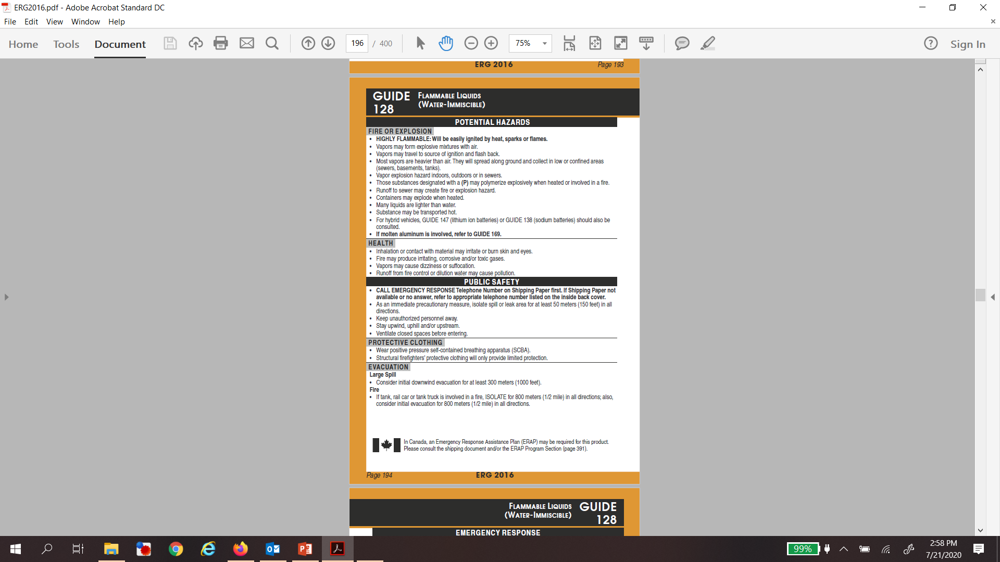 ERG2016.pdf - Adobe Acrobat Standard DC
File Edit View Window Help
Home Tools Document 196 / 400 75% Sign In
ERG 2016 Page 193
GUIDE 128 Flammable Liquids
(Water-Immiscible)
POTENTIAL HAZARDS
FIRE OR EXPLOSION
• HIGHLY FLAMMABLE: Will be easily ignited by heat, sparks or flames.
• Vapors may form explosive mixtures with air.
• Vapors may travel to source of ignition and flash back.
• Most vapors are heavier than air. They will spread along ground and collect in low or confined areas
(sewers, basements, tanks).
• Vapor explosion hazard indoors, outdoors or in sewers.
• Those substances designated with a (P) may polymerize explosively when heated or involved in a fire.
• Runoff to sewer may create fire or explosion hazard.
• Containers may explode when heated.
• Many liquids are lighter than water.
• Substance may be transported hot.
• For hybrid vehicles, GUIDE 147 (lithium ion batteries) or GUIDE 138 (sodium batteries) should also be
consulted.
• If molten aluminum is involved, refer to GUIDE 169.
HEALTH
• Inhalation or contact with material may irritate or burn skin and eyes.
• Fire may produce irritating, corrosive and/or toxic gases.
• Vapors may cause dizziness or suffocation.
• Runoff from fire control or dilution water may cause pollution.
PUBLIC SAFETY
• CALL EMERGENCY RESPONSE Telephone Number on Shipping Paper first. If Shipping Paper not
available or no answer, refer to appropriate telephone number listed on the inside back cover.
• As an immediate precautionary measure, isolate spill or leak area for at least 50 meters (150 feet) in all
directions.
• Keep unauthorized personnel away.
• Stay upwind, uphill and/or upstream.
• Ventilate closed spaces before entering.
PROTECTIVE CLOTHING
• Wear positive pressure self-contained breathing apparatus (SCBA).
• Structural firefighters' protective clothing will only provide limited protection.
EVACUATION
Large Spill
• Consider initial downwind evacuation for at least 300 meters (1000 feet).
Fire
• If tank, rail car or tank truck is involved in a fire, ISOLATE for 800 meters (1/2 mile) in all directions; also,
consider initial evacuation for 800 meters (1/2 mile) in all directions.
In Canada, an Emergency Response Assistance Plan (ERAP) may be required for this product.
Please consult the shipping document and/or the ERAP Program Section (page 391).
Page 194 ERG 2016
Flammable Liquids
(Water-Immiscible) GUIDE 128
EMERGENCY RESPONSE
99%
2:58 PM
7/21/2020